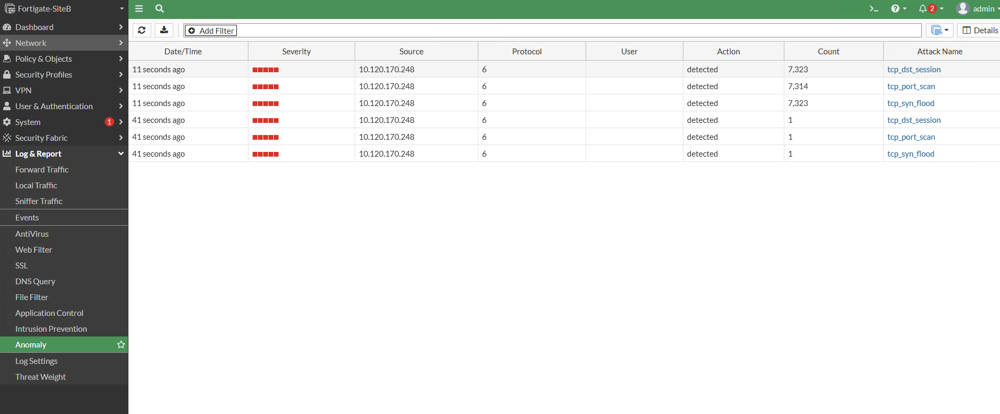 Fortigate-SiteB
2
admin
Dashboard
Network
Policy & Objects
Security Profiles
VPN
User & Authentication
System 1
Security Fabric
Log & Report
Forward Traffic
Local Traffic
Sniffer Traffic
Events
AntiVirus
Web Filter
SSL
DNS Query
File Filter
Application Control
Intrusion Prevention
Anomaly
Log Settings
Threat Weight
Add Filter
Details
Date/Time Severity Source Protocol User Action Count Attack Name
11 seconds ago 10.120.170.248 6 detected 7,323 tcp_dst_session
11 seconds ago 10.120.170.248 6 detected 7,314 tcp_port_scan
11 seconds ago 10.120.170.248 6 detected 7,323 tcp_syn_flood
41 seconds ago 10.120.170.248 6 detected 1 tcp_dst_session
41 seconds ago 10.120.170.248 6 detected 1 tcp_port_scan
41 seconds ago 10.120.170.248 6 detected 1 tcp_syn_flood